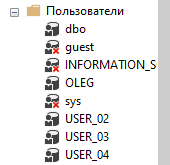 Пользователи
dbo
guest
INFORMATION_S
OLEG
sys
USER_02
USER_03
USER_04